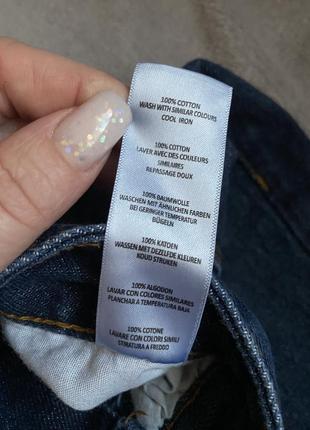 100% COTTON
WASH WITH SIMILAR COLOURS
COOL IRON
100% COTTON
LAVER AVEC DES COULEURS
SIMILAIRES
REPASSAGE DOUX
100% BAUMWOLLE
WASCHEN MIT ÄHNLICHEN FARBEN
BEI GERINGER TEMPERATUR
BÜGELN
100% KATOEN
WASSEN MET DEZELFDE KLEUREN
KOUD STRIJKEN
100% ALGODON
LAVAR CON COLORES SIMILARES
PLANCHAR A TEMPERATURA BAJA
100% COTONE
LAVARE CON COLORI SIMILI
STIRATURA A FREDDO